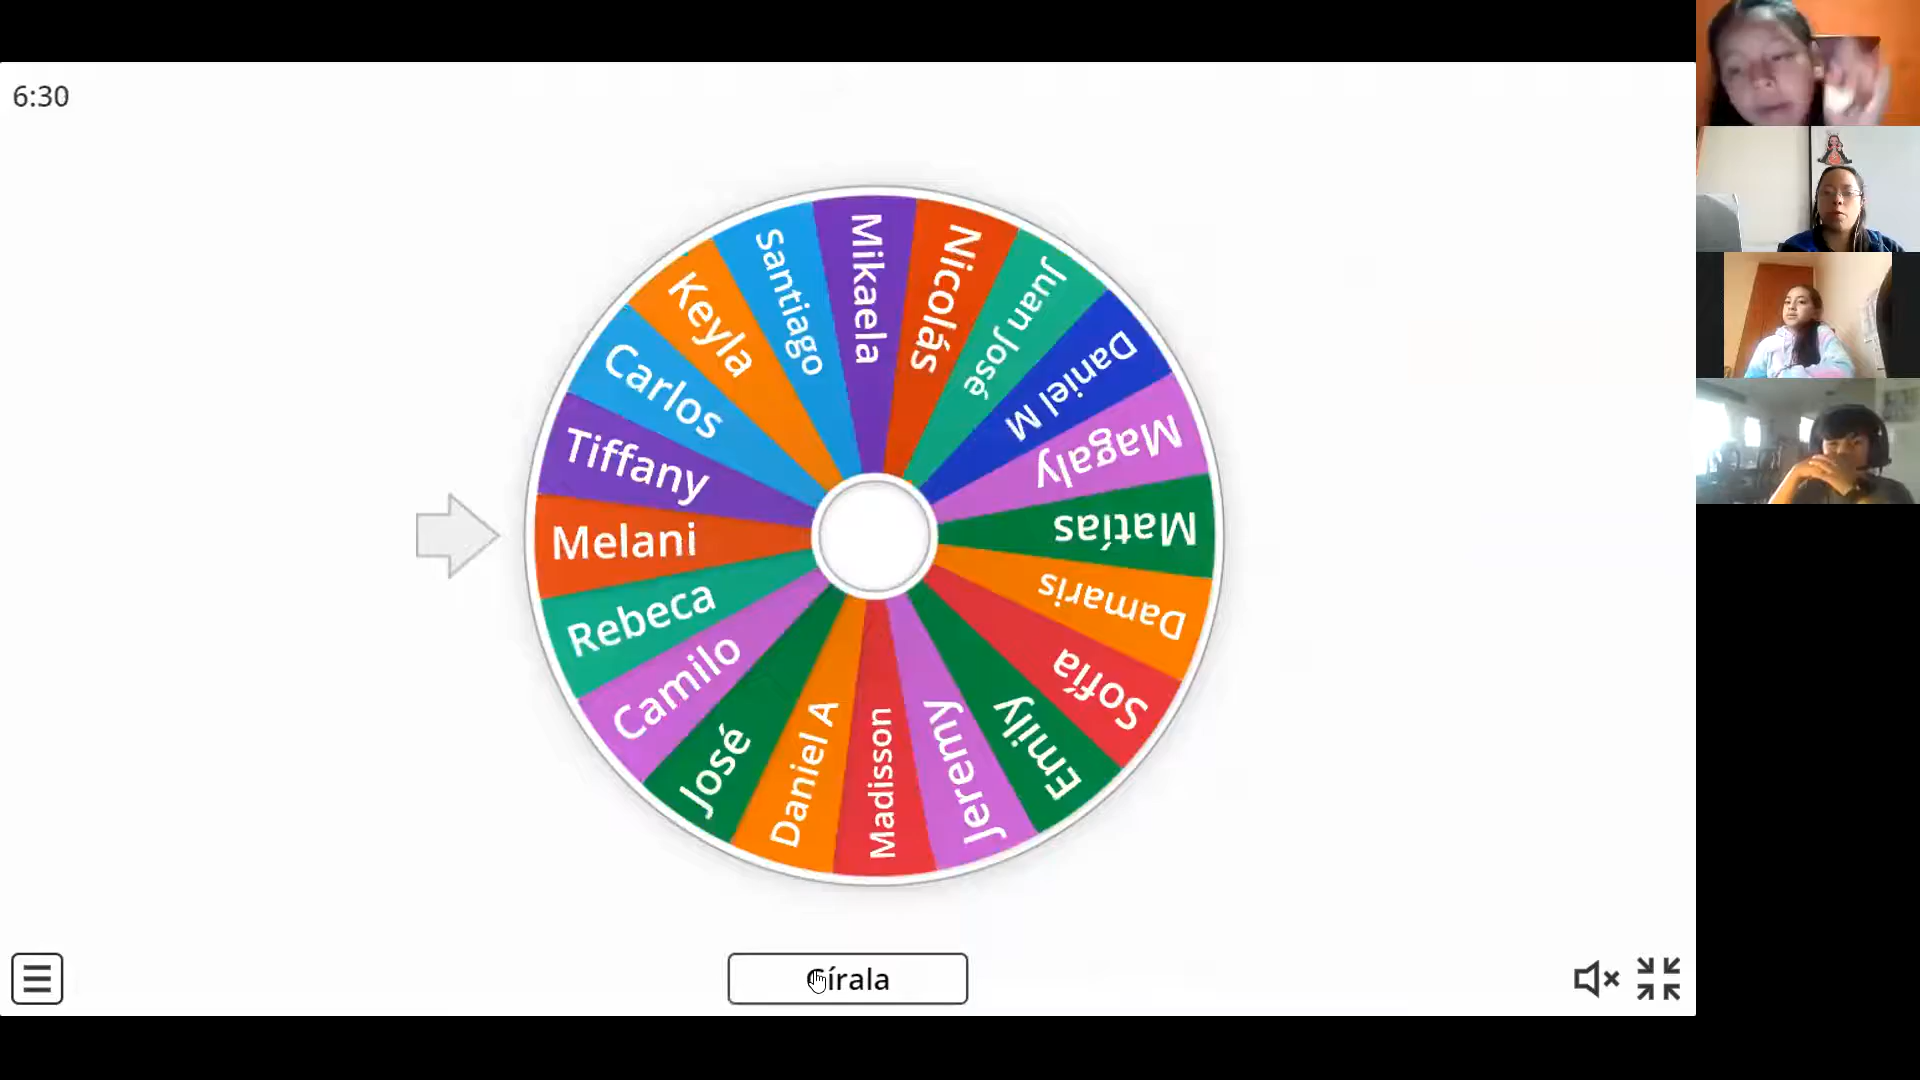 6:30
Mikaela
Nicolás
Juan José
Daniel M
Magaly
Matías
Damaris
Sofía
Emily
Jeremy
Madisson
Daniel A
José
Camilo
Rebeca
Melani
Tiffany
Carlos
Keyla
Santiago
Gírala